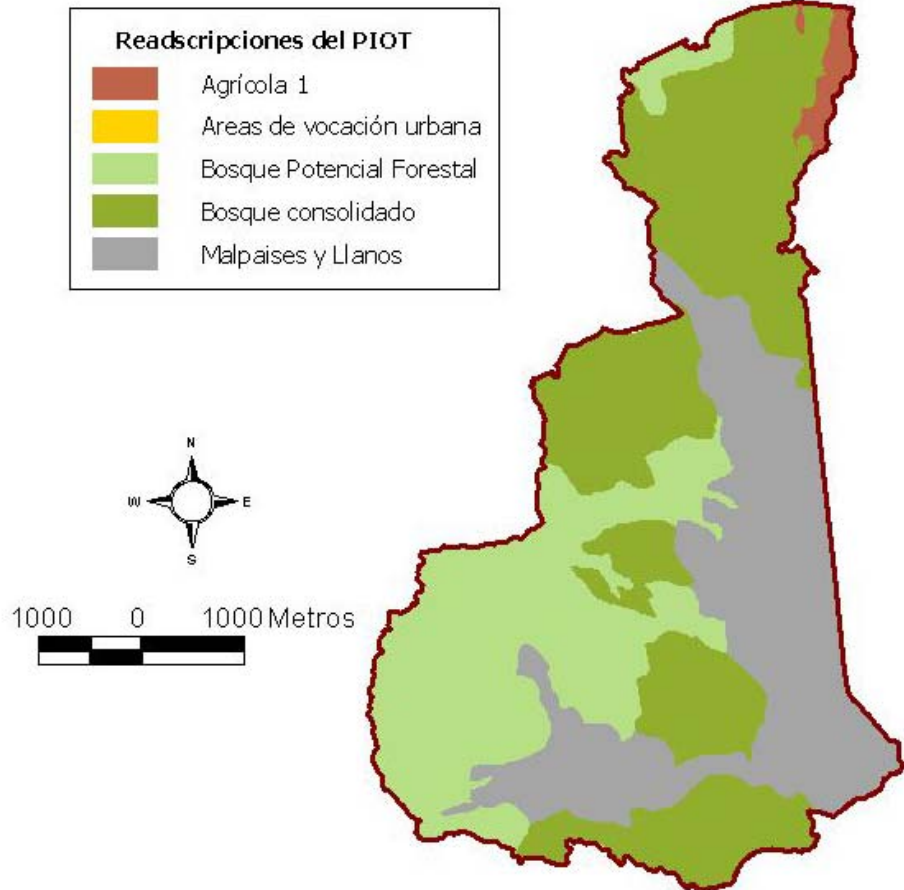 Readscripciones del PIOT
Agrícola 1
Areas de vocación urbana
Bosque Potencial Forestal
Bosque consolidado
Malpaises y Llanos
N
W E
S
1000 0 1000 Metros